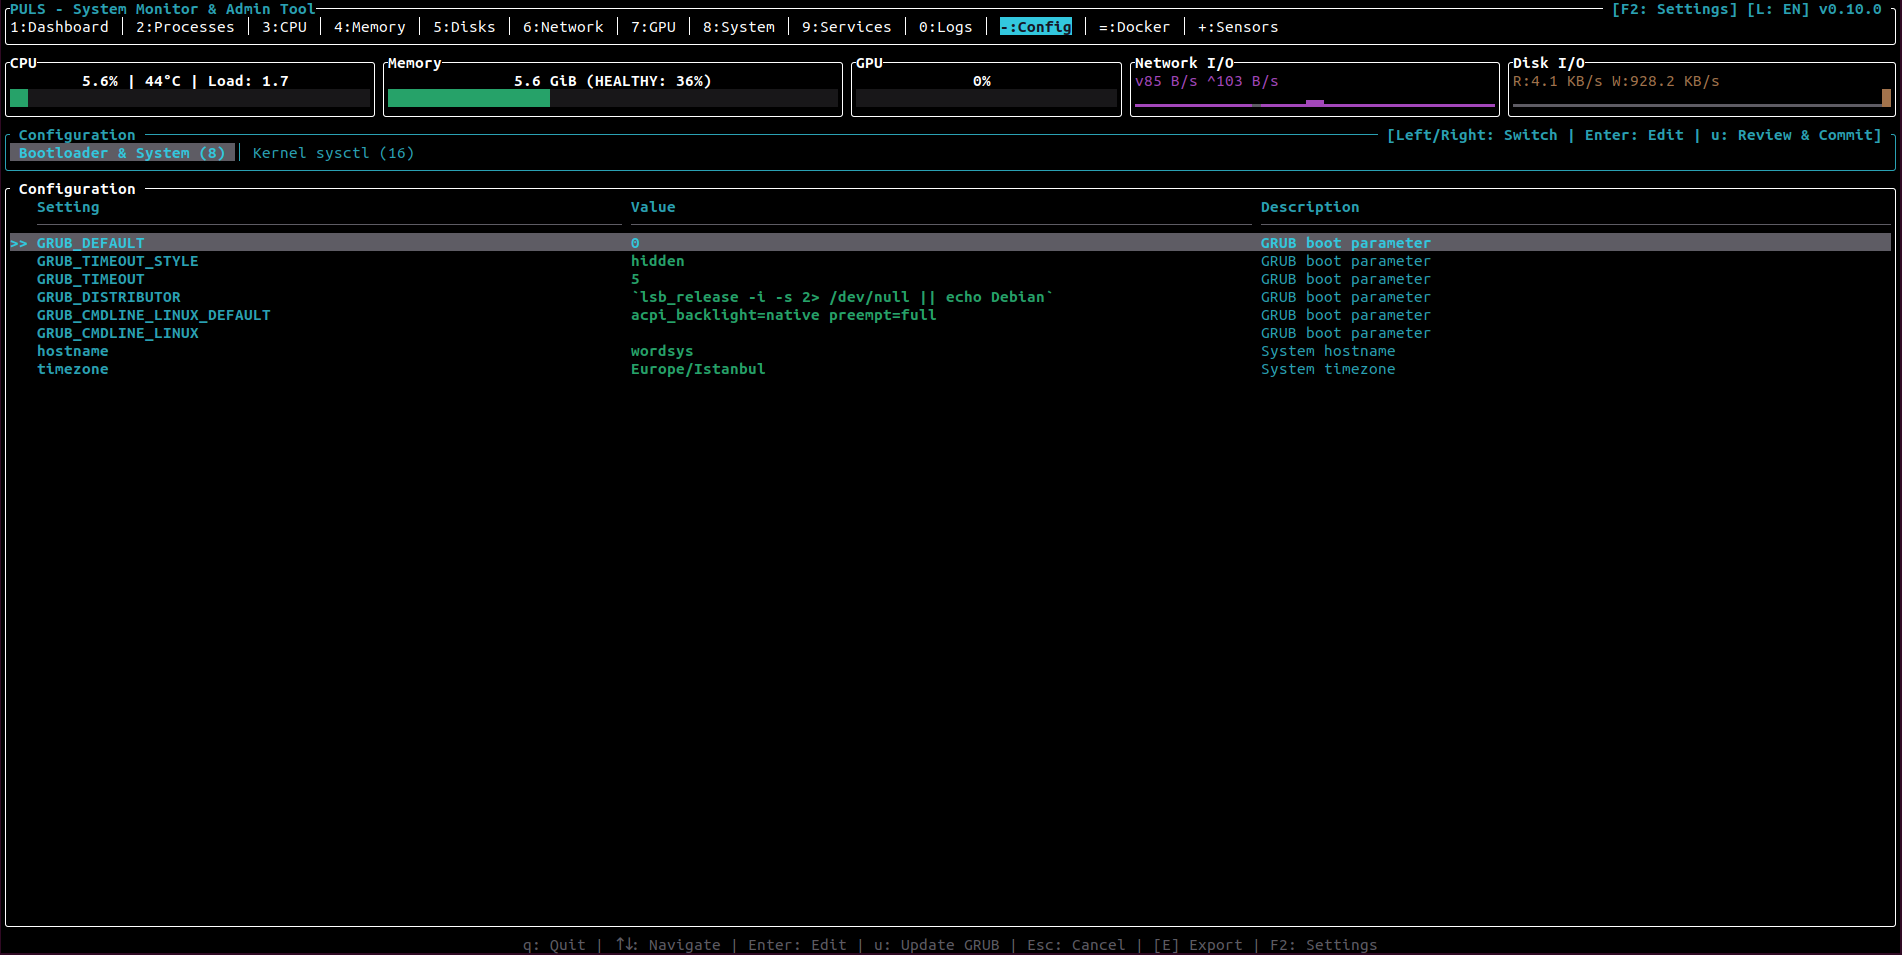 PULS - System Monitor & Admin Tool [F2: Settings] [L: EN] v0.10.0
1:Dashboard | 2:Processes | 3:CPU | 4:Memory | 5:Disks | 6:Network | 7:GPU | 8:System | 9:Services | 0:Logs | -:Config | =:Docker | +:Sensors
CPU Memory GPU Network I/O Disk I/O
5.6% | 44°C | Load: 1.7 5.6 GiB (HEALTHY: 36%) 0% v85 B/s ^103 B/s R:4.1 KB/s W:928.2 KB/s
Configuration [Left/Right: Switch | Enter: Edit | u: Review & Commit]
Bootloader & System (8) | Kernel sysctl (16)
Configuration
Setting Value Description
>> GRUB_DEFAULT 0 GRUB boot parameter
GRUB_TIMEOUT_STYLE hidden GRUB boot parameter
GRUB_TIMEOUT 5 GRUB boot parameter
GRUB_DISTRIBUTOR `lsb_release -i -s 2> /dev/null || echo Debian` GRUB boot parameter
GRUB_CMDLINE_LINUX_DEFAULT acpi_backlight=native preempt=full GRUB boot parameter
GRUB_CMDLINE_LINUX GRUB boot parameter
hostname wordsys System hostname
timezone Europe/Istanbul System timezone
q: Quit | ↑↓: Navigate | Enter: Edit | u: Update GRUB | Esc: Cancel | [E] Export | F2: Settings